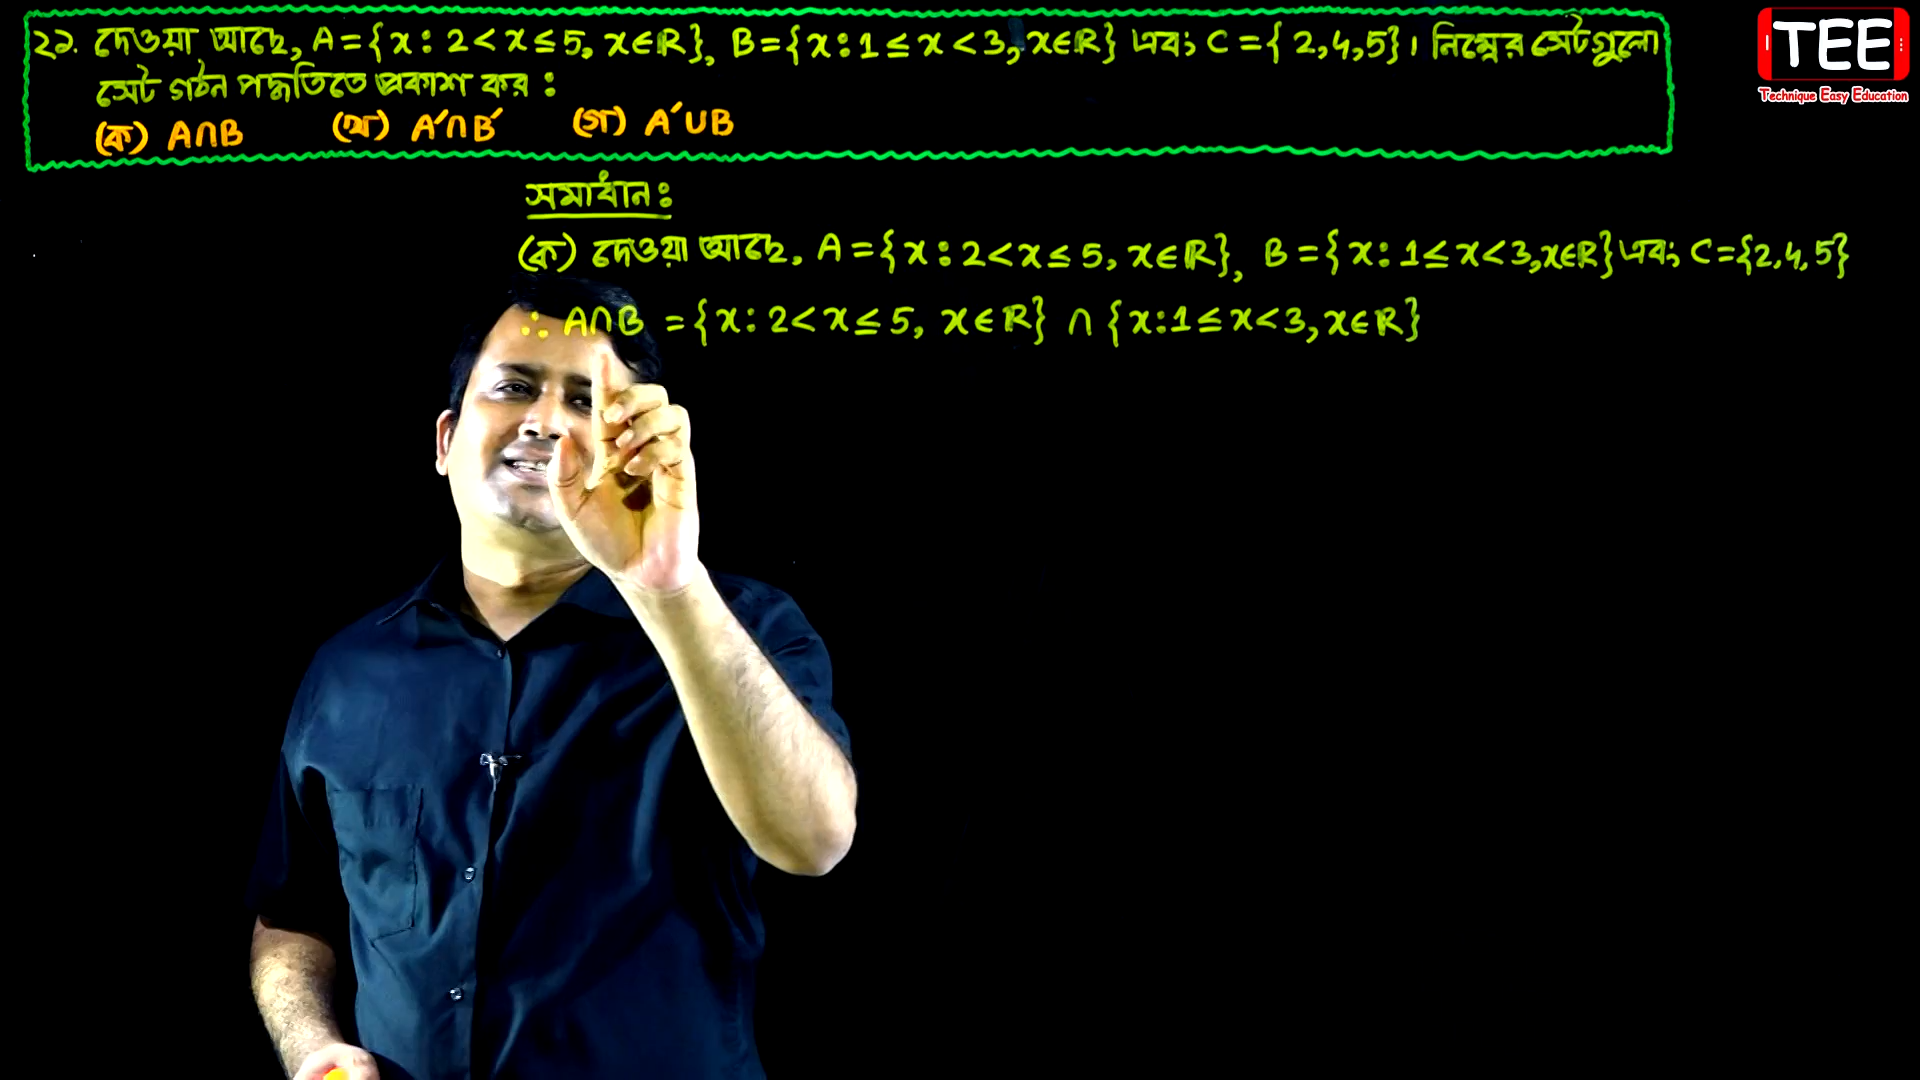 ২১. দেওয়া আছে, A={x : 2<x≤5, x∈ℝ}, B={x:1≤x<3, x∈ℝ} এবং C={2,4,5}। নিম্নের সেটগুলো
সেট গঠন পদ্ধতিতে প্রকাশ কর :
(ক) A∩B (খ) A′∩B′ (গ) A′∪B
সমাধান:
(ক) দেওয়া আছে, A={x : 2<x≤5, x∈ℝ}, B={x: 1≤x<3, x∈ℝ} এবং C={2,4,5}
∴ A∩B ={x: 2<x≤5, x∈ℝ} ∩ {x:1≤x<3, x∈ℝ}
TEE
Technique Easy Education